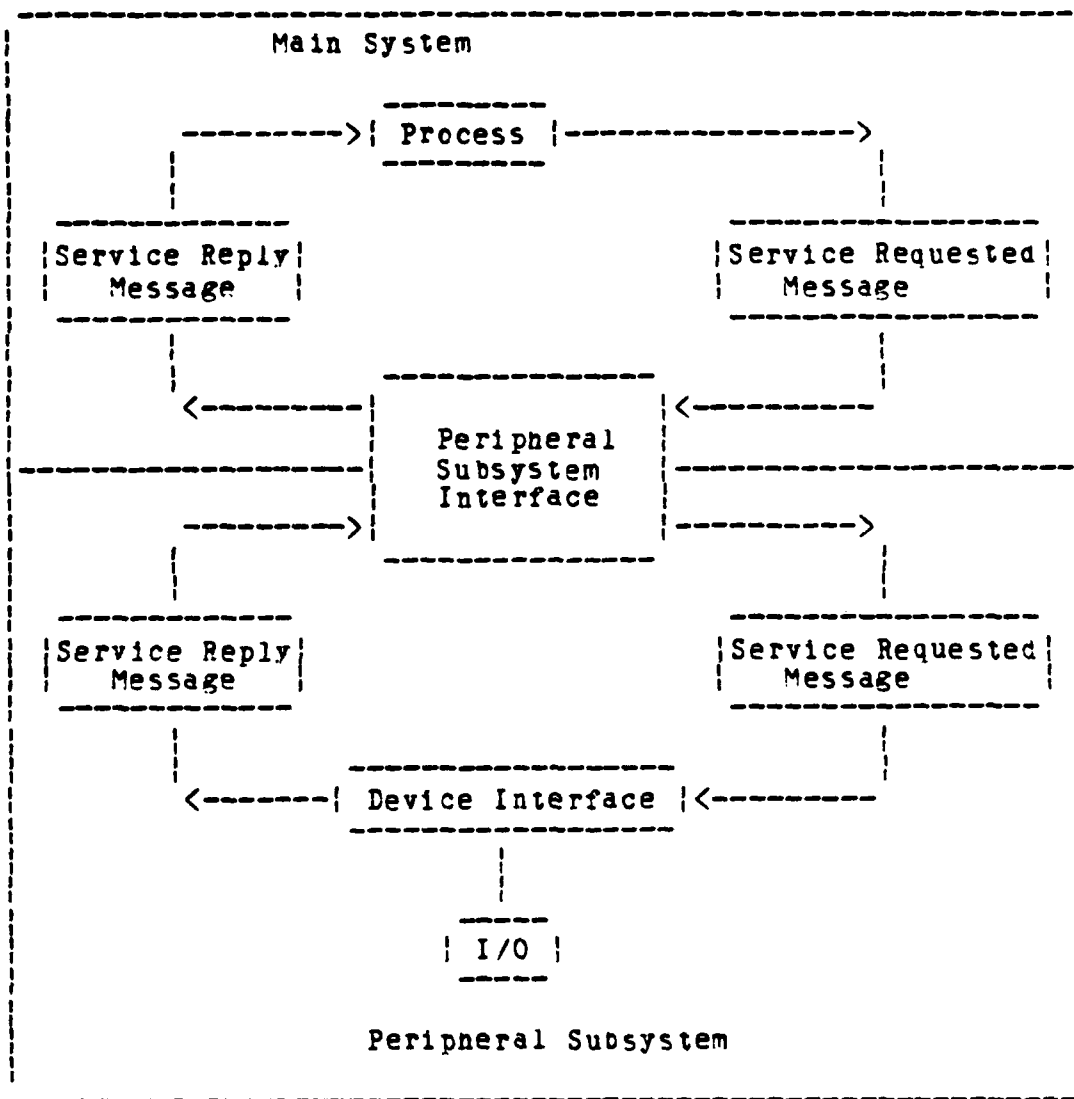 Main System
Process
Service Reply
Message
Service Requested
Message
Peripheral
Subsystem
Interface
Service Reply
Message
Service Requested
Message
Device Interface
I/O
Peripheral Subsystem